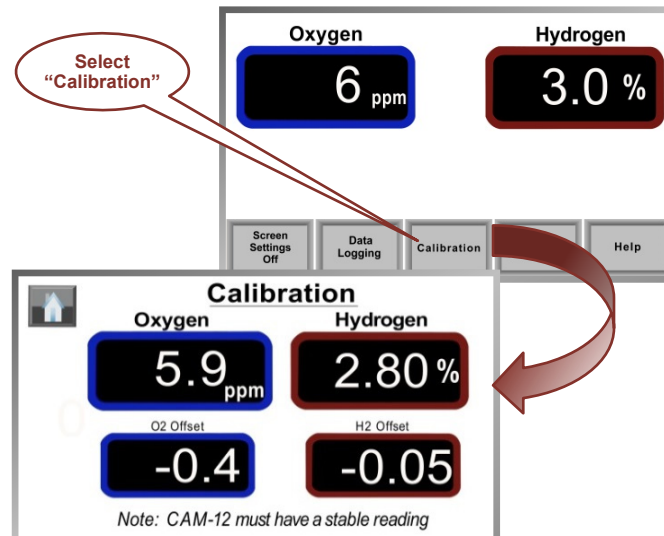 Select
“Calibration”
Oxygen Hydrogen
6 ppm 3.0 %
Screen
Settings
Off
Data
Logging
Calibration
Help
Calibration
Oxygen Hydrogen
5.9 ppm 2.80 %
O2 Offset H2 Offset
-0.4 -0.05
Note: CAM-12 must have a stable reading